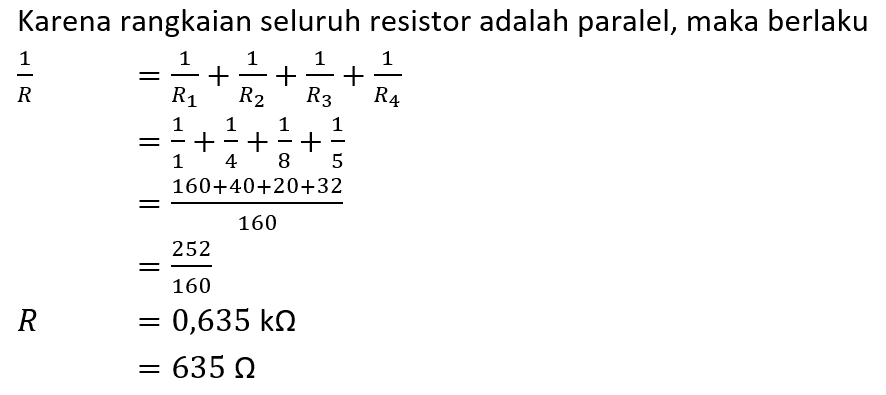 Karena rangkaian seluruh resistor adalah paralel, maka berlaku
1/R = 1/R₁ + 1/R₂ + 1/R₃ + 1/R₄
= 1/1 + 1/4 + 1/8 + 1/5
= (160+40+20+32)/160
= 252/160
R = 0,635 kΩ
= 635 Ω